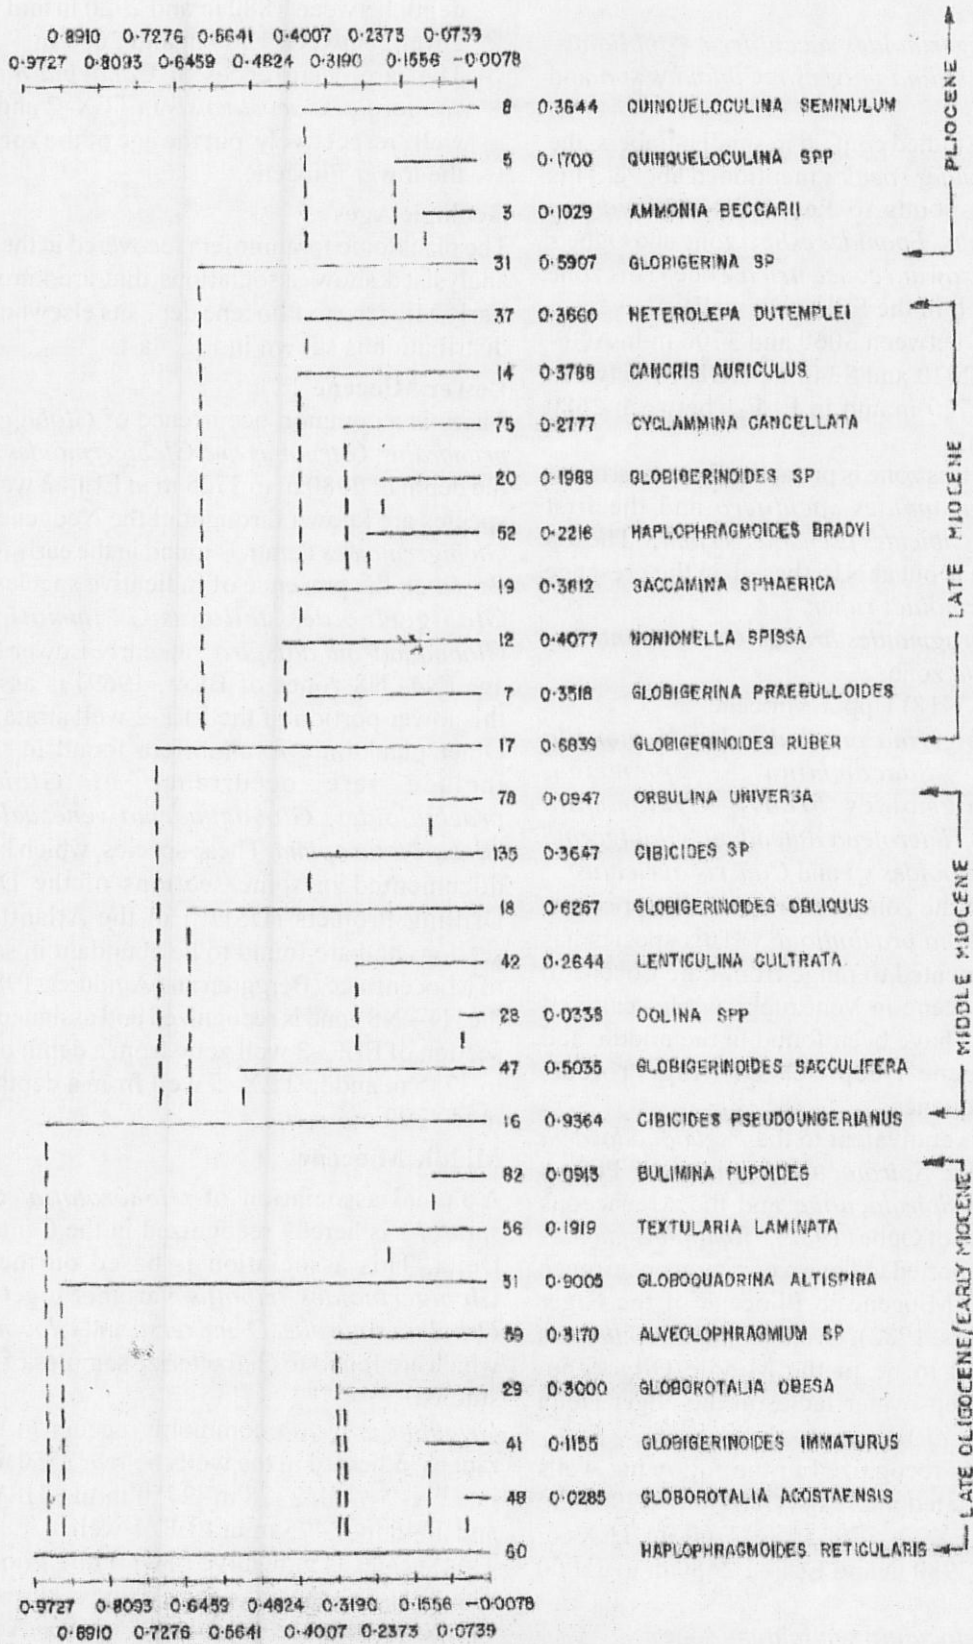 0.8910 0.7276 0.5641 0.4007 0.2373 0.0739
0.9727 0.8093 0.6459 0.4824 0.3190 0.1556 -0.0078
8 0.3644 QUINQUELOCULINA SEMINULUM
5 0.1700 QUINQUELOCULINA SPP
3 0.1029 AMMONIA BECCARII
31 0.5907 GLOBIGERINA SP
37 0.3660 HETEROLEPA DUTEMPLEI
14 0.3788 CANCRIS AURICULUS
75 0.2777 CYCLAMMINA CANCELLATA
20 0.1988 GLOBIGERINOIDES SP
52 0.2216 HAPLOPHRAGMOIDES BRADYI
19 0.3812 SACCAMINA SPHAERICA
12 0.4077 NONIONELLA SPISSA
7 0.3518 GLOBIGERINA PRAEBULLOIDES
17 0.6839 GLOBIGERINOIDES RUBER
78 0.0947 ORBULINA UNIVERSA
135 0.3647 CIBICIDES SP
18 0.6267 GLOBIGERINOIDES OBLIQUUS
42 0.2644 LENTICULINA CULTRATA
28 0.0338 OOLINA SPP
47 0.5035 GLOBIGERINOIDES SACCULIFERA
16 0.9364 CIBICIDES PSEUDOUNGERIANUS
82 0.0913 BULIMINA PUPOIDES
56 0.1919 TEXTULARIA LAMINATA
51 0.9005 GLOBOQUADRINA ALTISPIRA
59 0.3170 ALVEOLOPHRAGMIUM SP
29 0.3000 GLOBOROTALIA OBESA
41 0.1155 GLOBIGERINOIDES IMMATURUS
48 0.0285 GLOBOROTALIA ACOSTAENSIS
60 HAPLOPHRAGMOIDES RETICULARIS
0.9727 0.8093 0.6459 0.4824 0.3190 0.1556 -0.0078
0.8910 0.7276 0.5641 0.4007 0.2373 0.0739
PLIOCENE
LATE MIOCENE
MIDDLE MIOCENE
LATE OLIGOCENE/EARLY MIOCENE